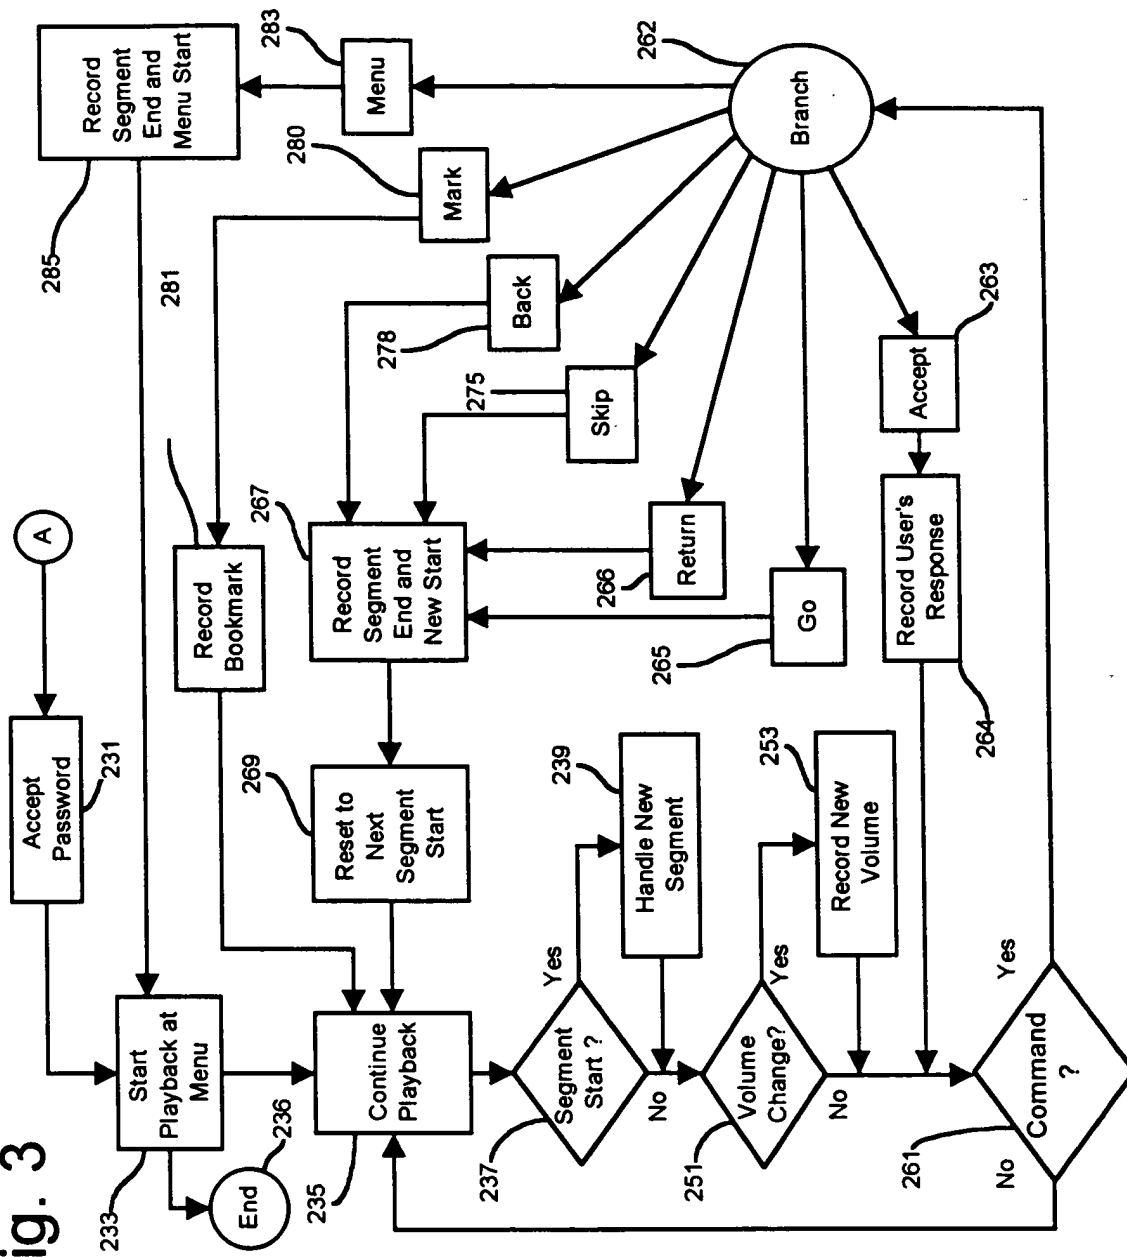 ig. 3
A
Accept
Password
231
Start
Playback at
Menu
233
End
236
Continue
Playback
235
Segment
Start ?
237
Yes
No
Handle New
Segment
239
Volume
Change?
251
Yes
No
Record New
Volume
253
Command
?
261
Yes
No
Branch
262
Accept
263
Record User's
Response
264
Go
265
Return
266
Record
Segment
End and
New Start
267
Reset to
Next
Segment
Start
269
Skip
275
Back
278
Mark
280
Record
Bookmark
281
Menu
283
Record
Segment
End and
Menu Start
285